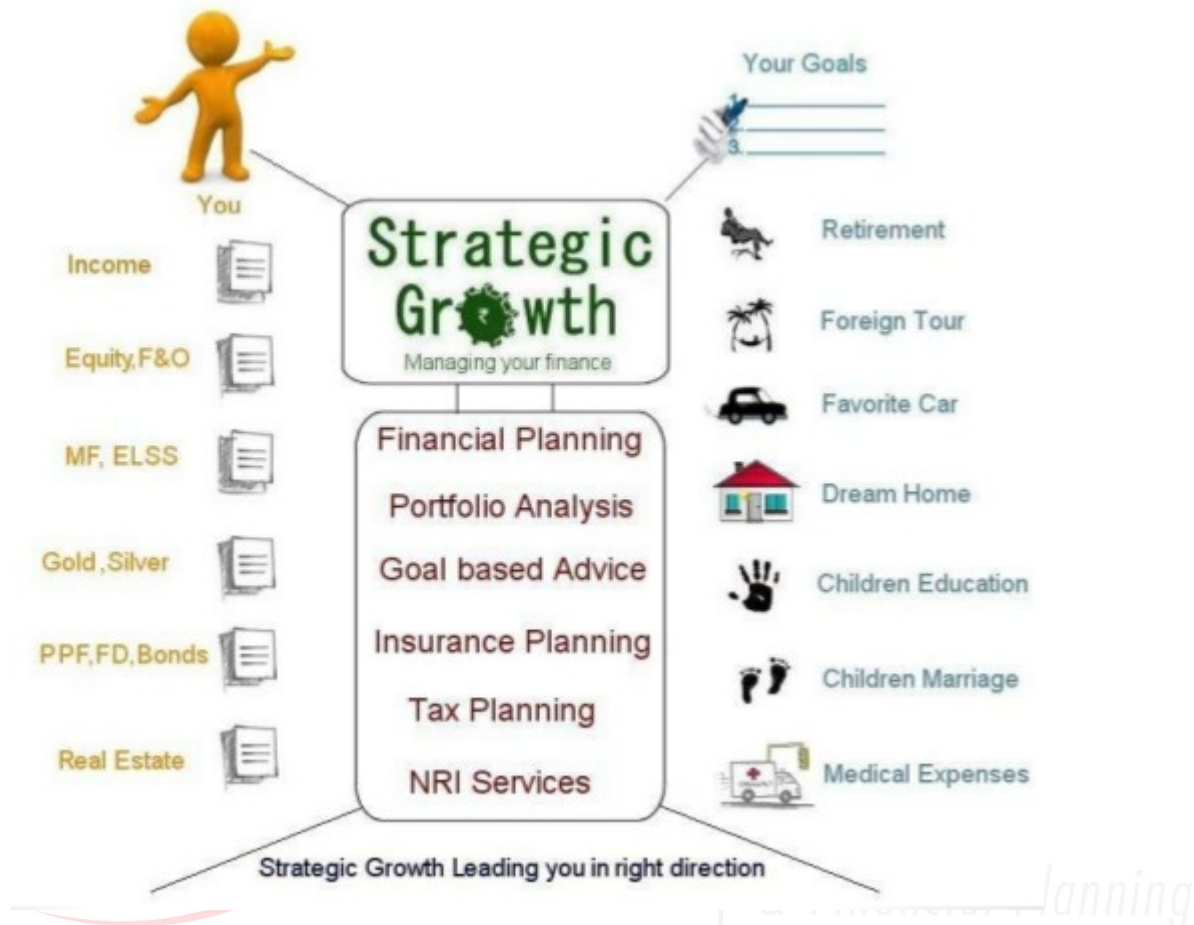 Your Goals
1.
2.
3.
You
Strategic
Growth
Managing your finance
Income
Equity,F&O
MF, ELSS
Gold ,Silver
PPF,FD,Bonds
Real Estate
Financial Planning
Portfolio Analysis
Goal based Advice
Insurance Planning
Tax Planning
NRI Services
Retirement
Foreign Tour
Favorite Car
Dream Home
Children Education
Children Marriage
Medical Expenses
Strategic Growth Leading you in right direction